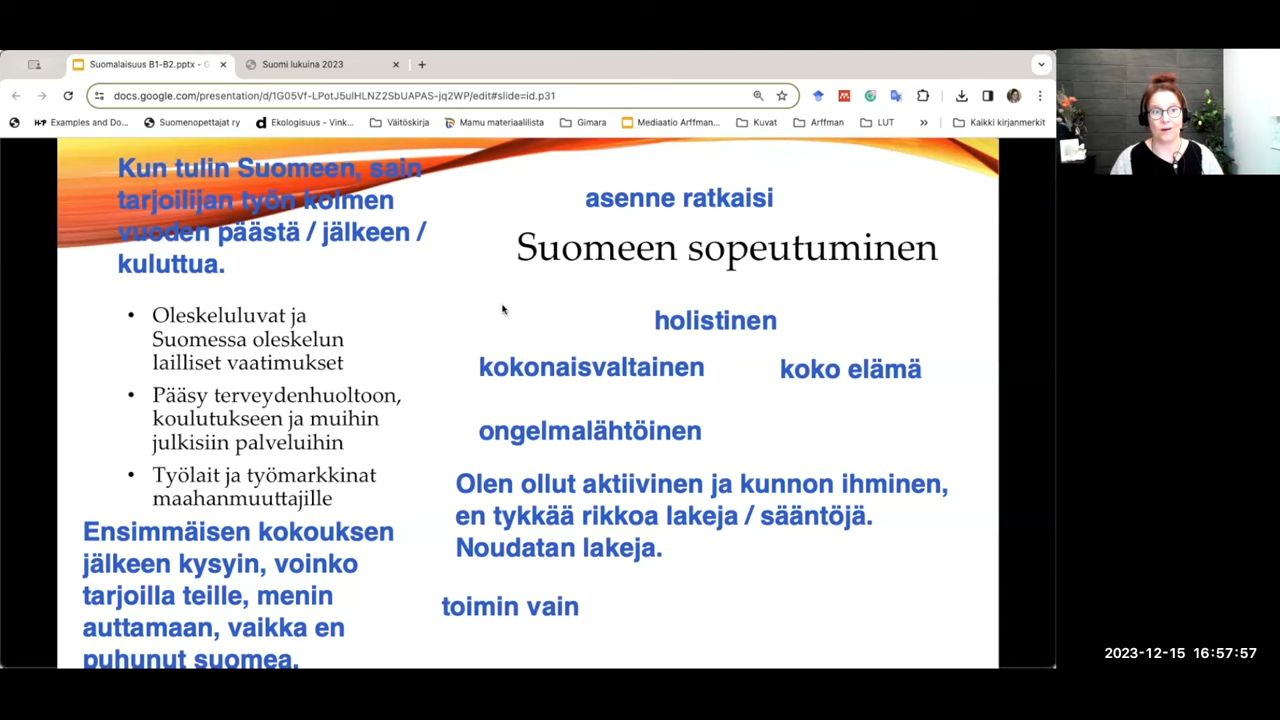 Suomalaisuus B1-B2.pptx - G
Suomi lukuina 2023
docs.google.com/presentation/d/1G05Vf-LPotJ5ulHLNZ2SbUAPAS-jq2WP/edit#slide=id.p31
Examples and Do...
Suomenopettajat ry
Ekologisuus - Vink...
Väitöskirja
Mamu materiaalilista
Gimara
Mediaatio Arffman...
Kuvat
Arffman
LUT
»
Kaikki kirjanmerkit
Kun tulin Suomeen, sain
tarjoilijan työn kolmen
vuoden päästä / jälkeen /
kuluttua.
asenne ratkaisi
Suomeen sopeutuminen
• Oleskeluluvat ja
Suomessa oleskelun
lailliset vaatimukset
• Pääsy terveydenhuoltoon,
koulutukseen ja muihin
julkisiin palveluihin
• Työlait ja työmarkkinat
maahanmuuttajille
holistinen
kokonaisvaltainen
koko elämä
ongelmalähtöinen
Olen ollut aktiivinen ja kunnon ihminen,
en tykkää rikkoa lakeja / sääntöjä.
Noudatan lakeja.
Ensimmäisen kokouksen
jälkeen kysyin, voinko
tarjoilla teille, menin
auttamaan, vaikka en
puhunut suomea.
toimin vain
2023-12-15 16:57:57